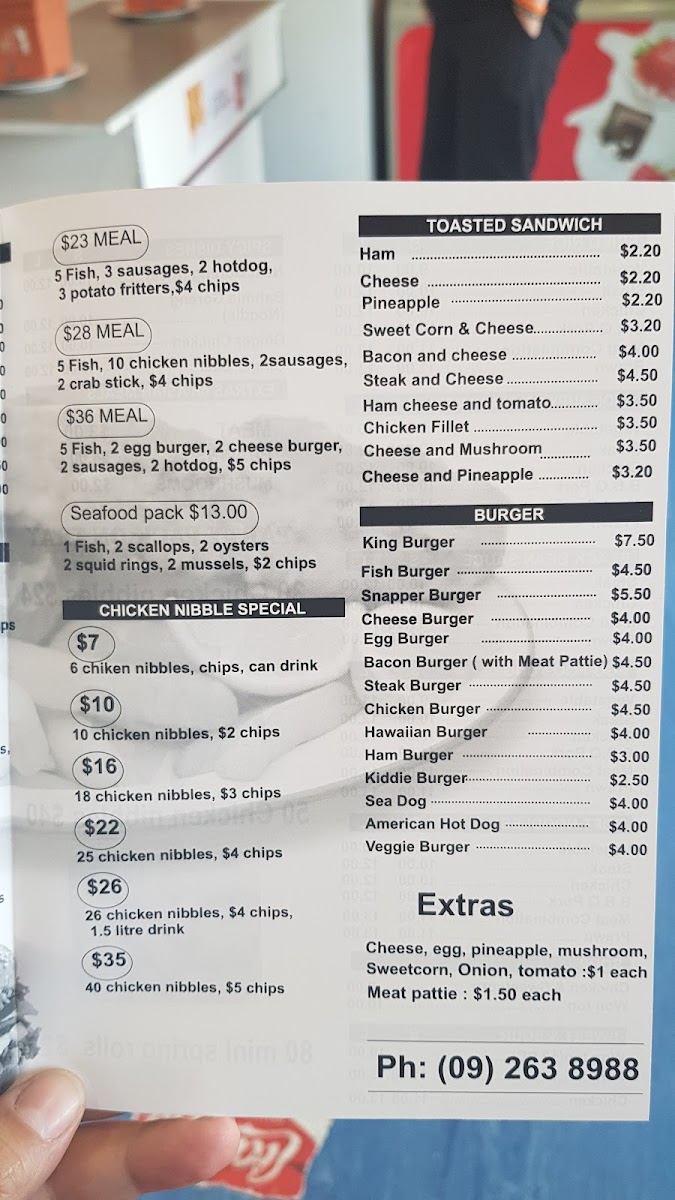 $23 MEAL
5 Fish, 3 sausages, 2 hotdog,
3 potato fritters,$4 chips
$28 MEAL
5 Fish, 10 chicken nibbles, 2sausages,
2 crab stick, $4 chips
$36 MEAL
5 Fish, 2 egg burger, 2 cheese burger,
2 sausages, 2 hotdog, $5 chips
Seafood pack $13.00
1 Fish, 2 scallops, 2 oysters
2 squid rings, 2 mussels, $2 chips
CHICKEN NIBBLE SPECIAL
$7
6 chiken nibbles, chips, can drink
$10
10 chicken nibbles, $2 chips
$16
18 chicken nibbles, $3 chips
$22
25 chicken nibbles, $4 chips
$26
26 chicken nibbles, $4 chips,
1.5 litre drink
$35
40 chicken nibbles, $5 chips
TOASTED SANDWICH
Ham $2.20
Cheese $2.20
Pineapple $2.20
Sweet Corn & Cheese $3.20
Bacon and cheese $4.00
Steak and Cheese $4.50
Ham cheese and tomato $3.50
Chicken Fillet $3.50
Cheese and Mushroom $3.50
Cheese and Pineapple $3.20
BURGER
King Burger $7.50
Fish Burger $4.50
Snapper Burger $5.50
Cheese Burger $4.00
Egg Burger $4.00
Bacon Burger ( with Meat Pattie) $4.50
Steak Burger $4.50
Chicken Burger $4.50
Hawaiian Burger $4.00
Ham Burger $3.00
Kiddie Burger $2.50
Sea Dog $4.00
American Hot Dog $4.00
Veggie Burger $4.00
Extras
Cheese, egg, pineapple, mushroom,
Sweetcorn, Onion, tomato :$1 each
Meat pattie : $1.50 each
Ph: (09) 263 8988